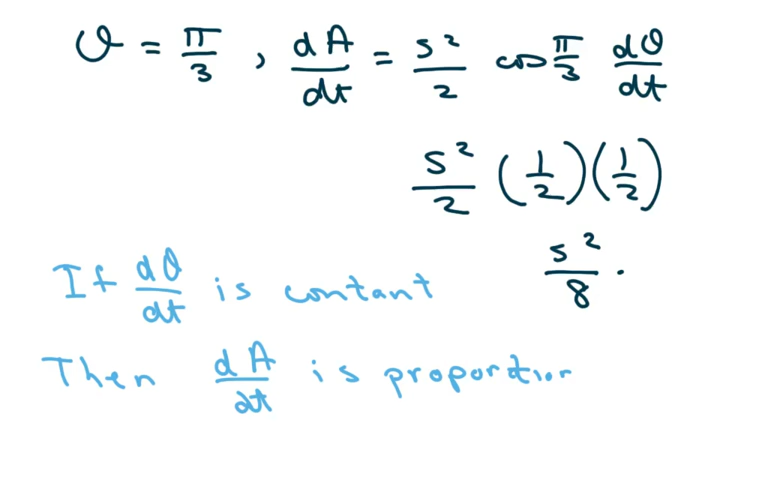 θ = π/3 , dA/dt = s²/2 cos π/3 dθ/dt
s²/2 (1/2)(1/2)
s²/8 .
If dθ/dt is contant
Then dA/dt is proportion